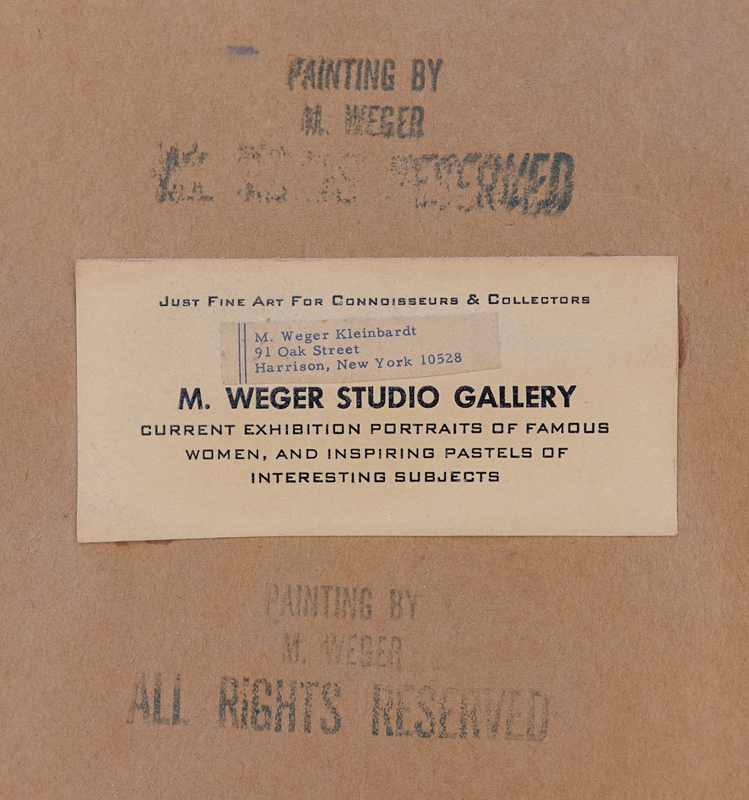 PAINTING BY
M. WEGER
ALL RIGHTS RESERVED
Just Fine Art For Connoisseurs & Collectors
M. Weger Kleinbardt
91 Oak Street
Harrison, New York 10528
M. WEGER STUDIO GALLERY
CURRENT EXHIBITION PORTRAITS OF FAMOUS
WOMEN, AND INSPIRING PASTELS OF
INTERESTING SUBJECTS
PAINTING BY
M. WEGER
ALL RIGHTS RESERVED